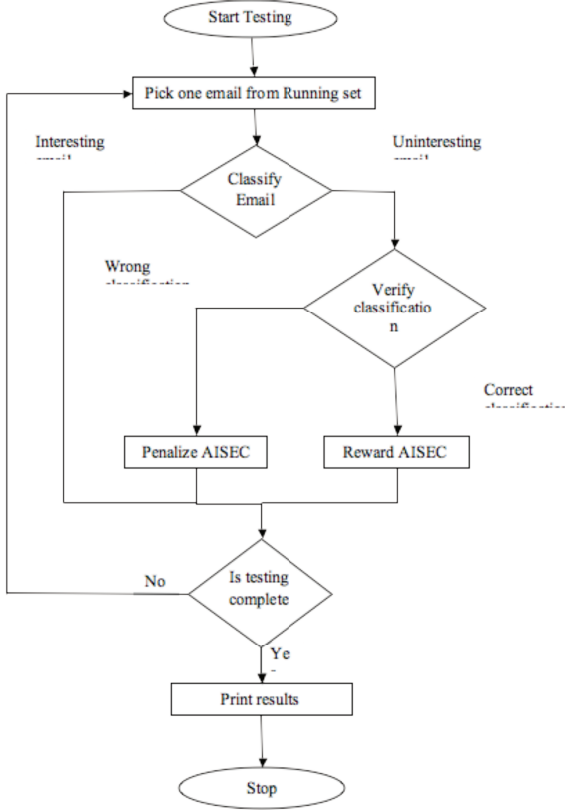 Start Testing
Pick one email from Running set
Interesting
Uninteresting
Classify
Email
Wrong
Verify
classificatio
n
Correct
Penalize AISEC
Reward AISEC
Is testing
complete
No
Ye
Print results
Stop